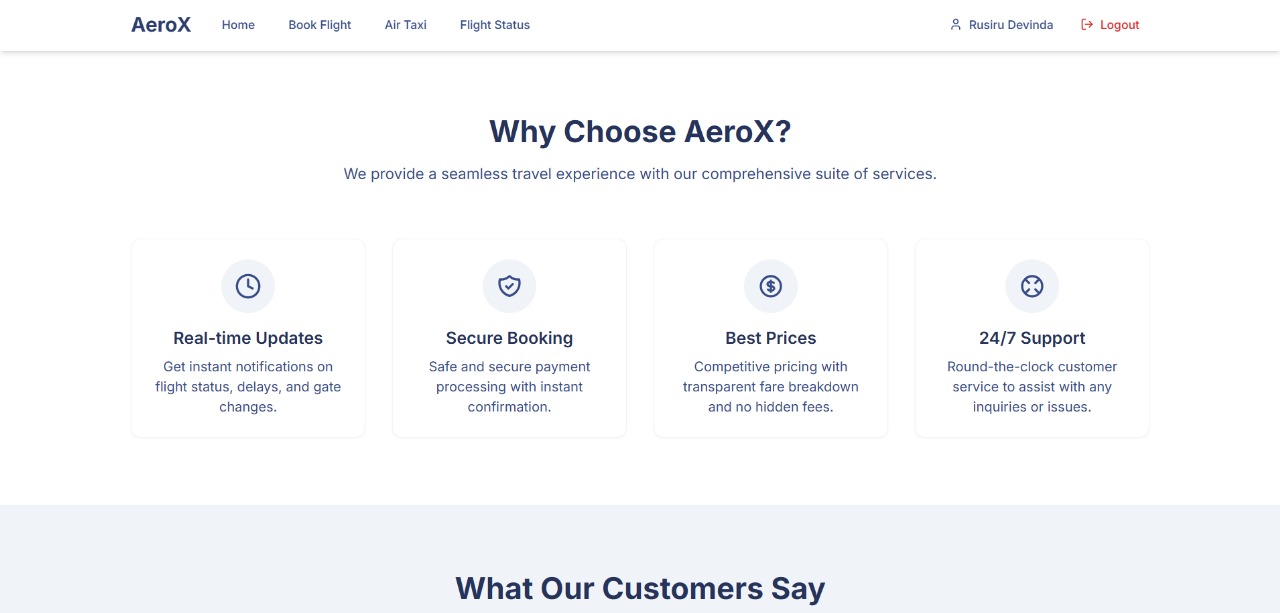 AeroX Home Book Flight Air Taxi Flight Status Rusiru Devinda Logout
Why Choose AeroX?
We provide a seamless travel experience with our comprehensive suite of services.
Real-time Updates
Get instant notifications on
flight status, delays, and gate
changes.
Secure Booking
Safe and secure payment
processing with instant
confirmation.
Best Prices
Competitive pricing with
transparent fare breakdown
and no hidden fees.
24/7 Support
Round-the-clock customer
service to assist with any
inquiries or issues.
What Our Customers Say